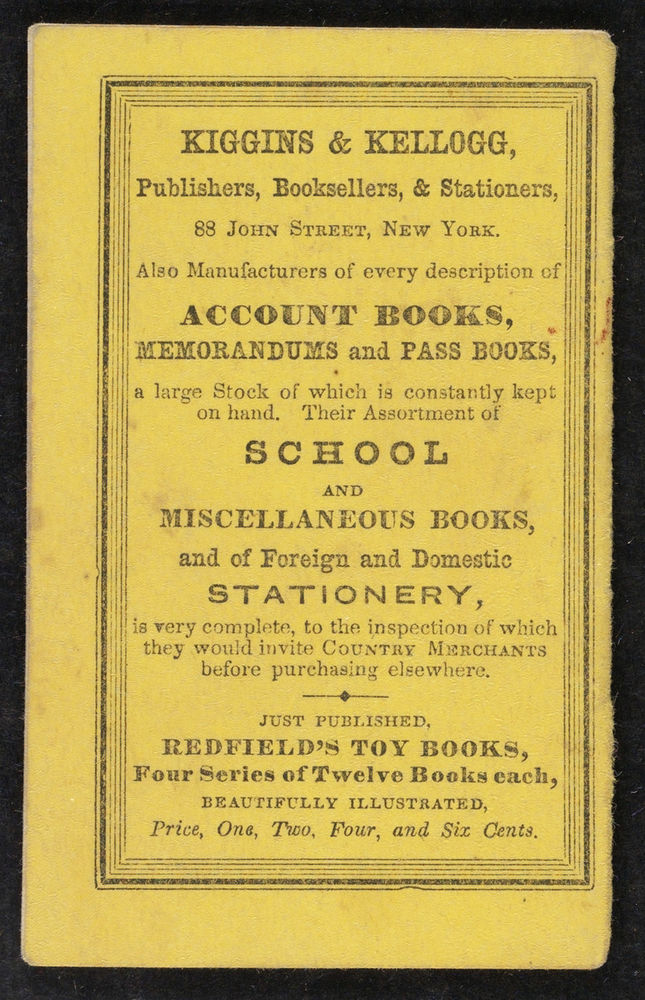 KIGGINS & KELLOGG,
Publishers, Booksellers, & Stationers,
88 JOHN STREET, NEW YORK.
Also Manufacturers of every description of
ACCOUNT BOOKS,
MEMORANDUMS and PASS BOOKS,
a large Stock of which is constantly kept
on hand. Their Assortment of
SCHOOL
AND
MISCELLANEOUS BOOKS,
and of Foreign and Domestic
STATIONERY,
is very complete, to the inspection of which
they would invite COUNTRY MERCHANTS
before purchasing elsewhere.
JUST PUBLISHED,
REDFIELD'S TOY BOOKS,
Four Series of Twelve Books each,
BEAUTIFULLY ILLUSTRATED,
Price, One, Two, Four, and Six Cents.